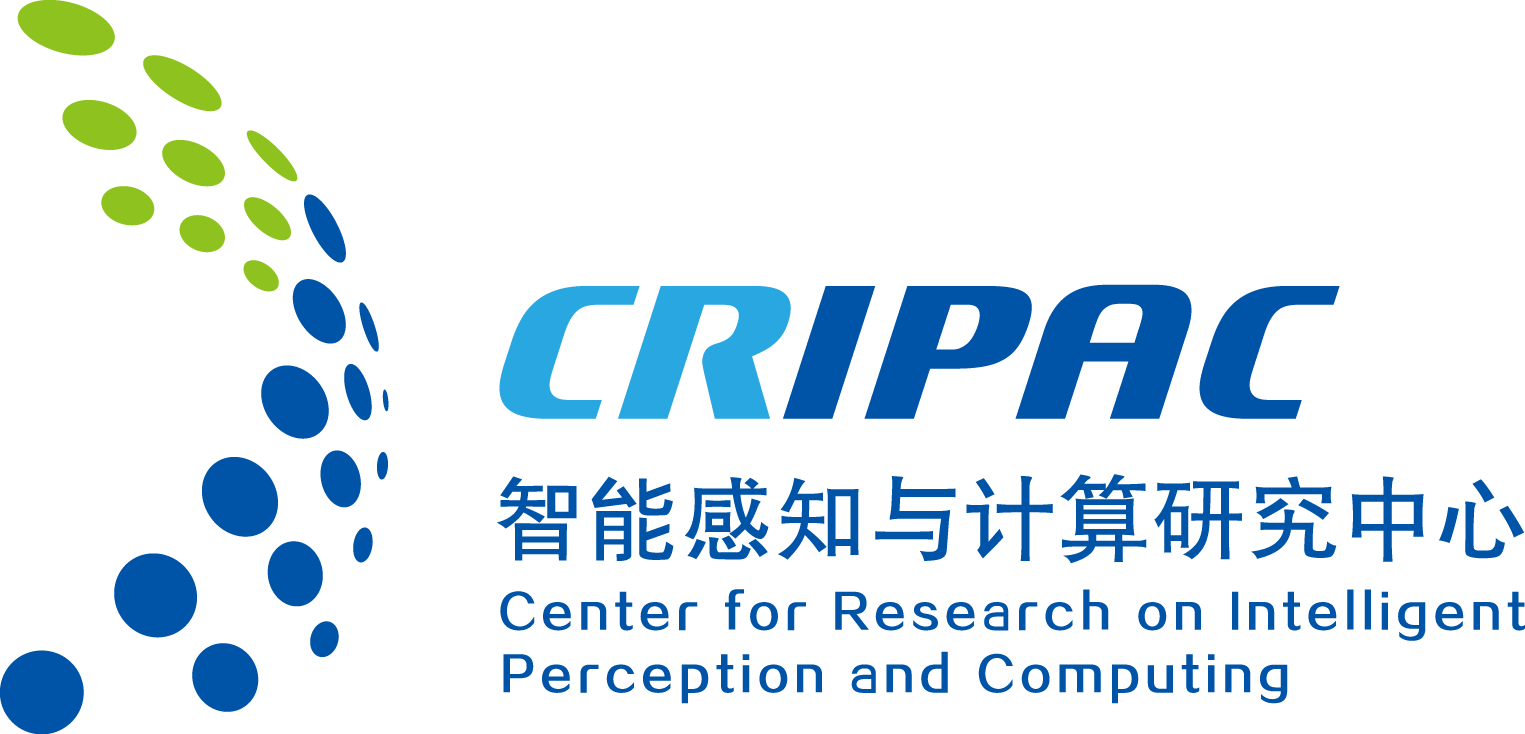 CRIPAC
智能感知与计算研究中心
Center for Research on Intelligent
Perception and Computing